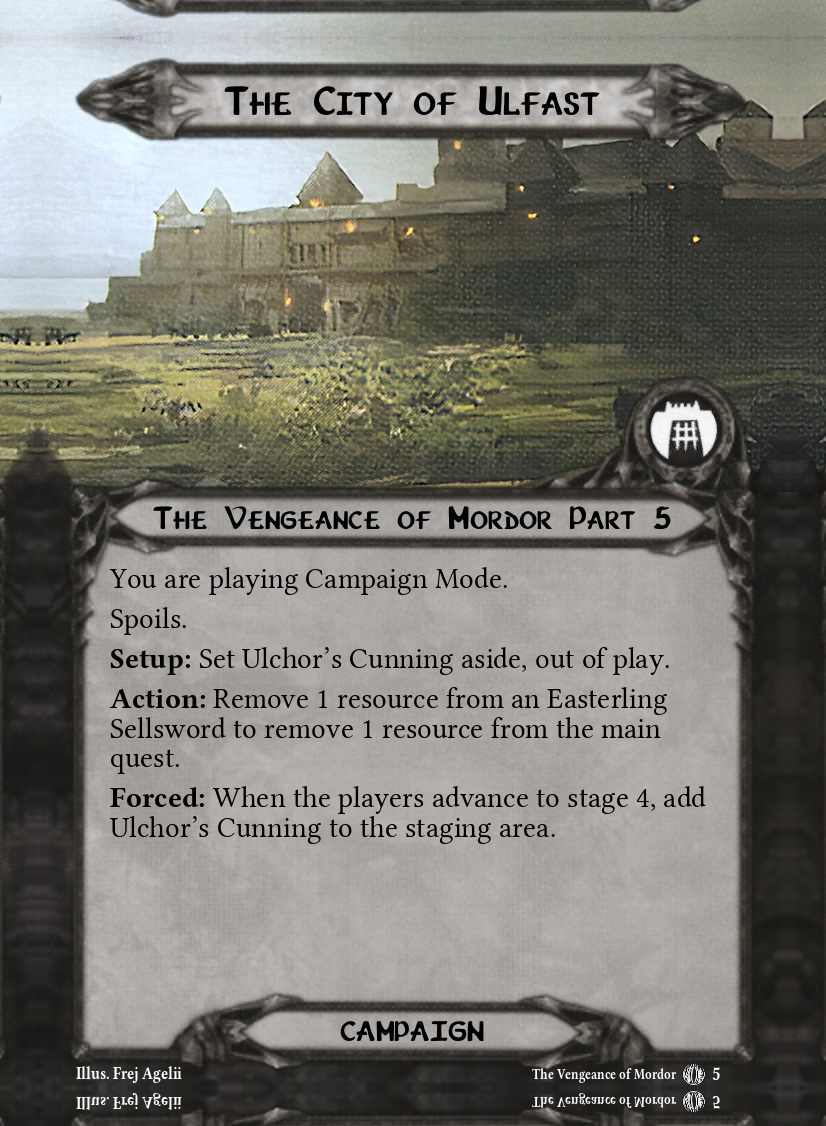 The City of Ulfast
The Vengeance of Mordor Part 5
You are playing Campaign Mode.
Spoils.
Setup: Set Ulchor's Cunning aside, out of play.
Action: Remove 1 resource from an Easterling
Sellsword to remove 1 resource from the main
quest.
Forced: When the players advance to stage 4, add
Ulchor's Cunning to the staging area.
CAMPAIGN
Illus. Frej Agelii
The Vengeance of Mordor 5
Illus. Frej Agelii
The Vengeance of Mordor 5